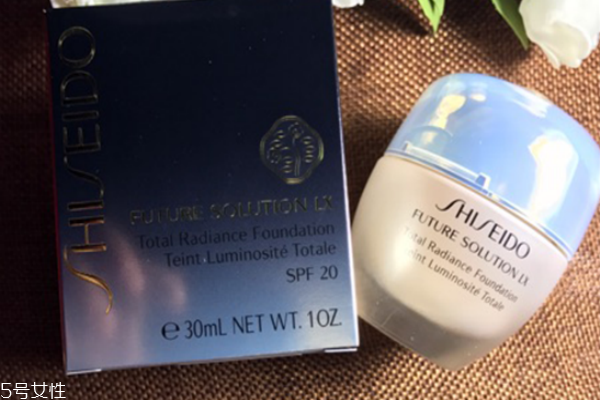 SHISEIDO
FUTURE SOLUTION LX
Total Radiance Foundation
Teint Luminosité Totale
SPF 20
℮ 30mL NET WT. 1OZ.
SHISEIDO
FUTURE SOLUTION LX
Total Radiance Foundation
Teint Luminosité Totale
5号女性